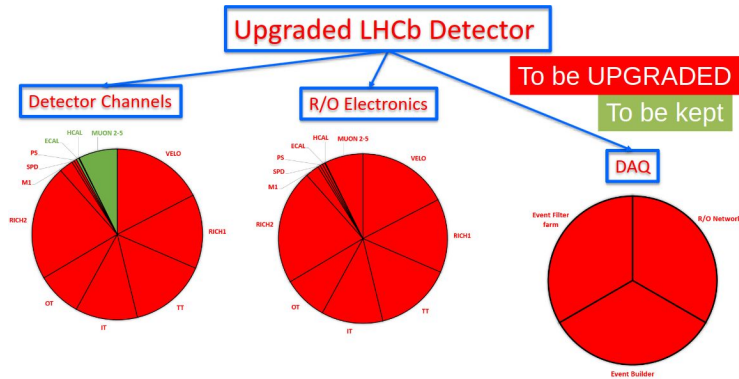 Upgraded LHCb Detector
To be UPGRADED
To be kept
Detector Channels
R/O Electronics
DAQ
HCAL
MUON 2-5
ECAL
PS
SPD
M1
VELO
RICH2
RICH1
OT
TT
IT
HCAL
MUON 2-5
ECAL
PS
SPD
M1
VELO
RICH2
RICH1
OT
TT
IT
Event Filter
farm
R/O Network
Event Builder